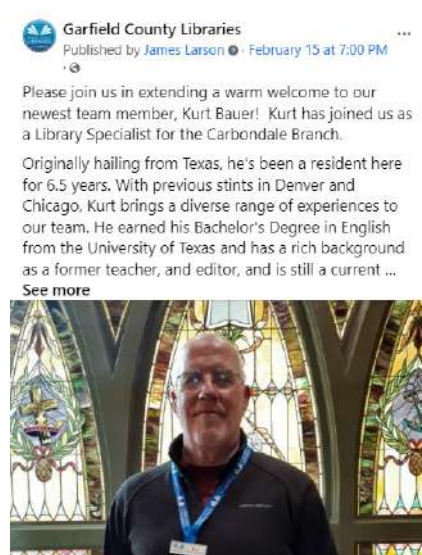 Garfield County Libraries
Published by James Larson · February 15 at 7:00 PM
·
Please join us in extending a warm welcome to our
newest team member, Kurt Bauer! Kurt has joined us as
a Library Specialist for the Carbondale Branch.
Originally hailing from Texas, he's been a resident here
for 6.5 years. With previous stints in Denver and
Chicago, Kurt brings a diverse range of experiences to
our team. He earned his Bachelor's Degree in English
from the University of Texas and has a rich background
as a former teacher, and editor, and is still a current ...
See more